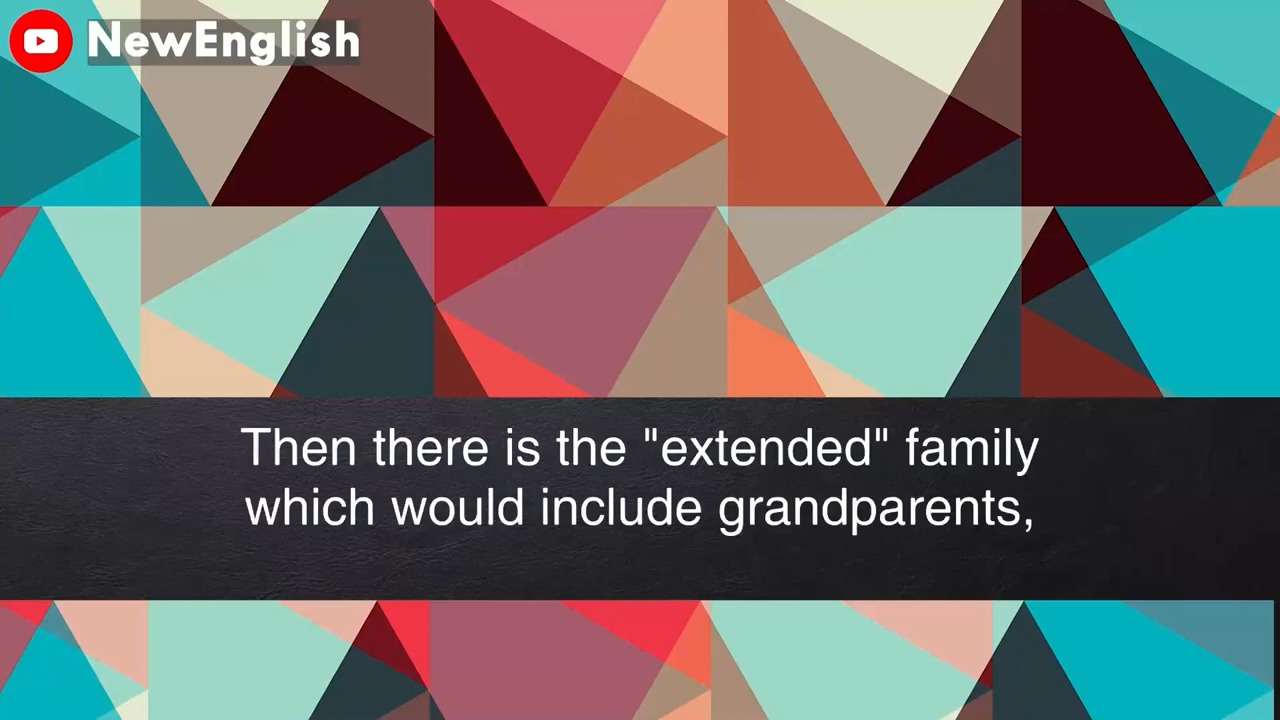 NewEnglish
Then there is the "extended" family
which would include grandparents,